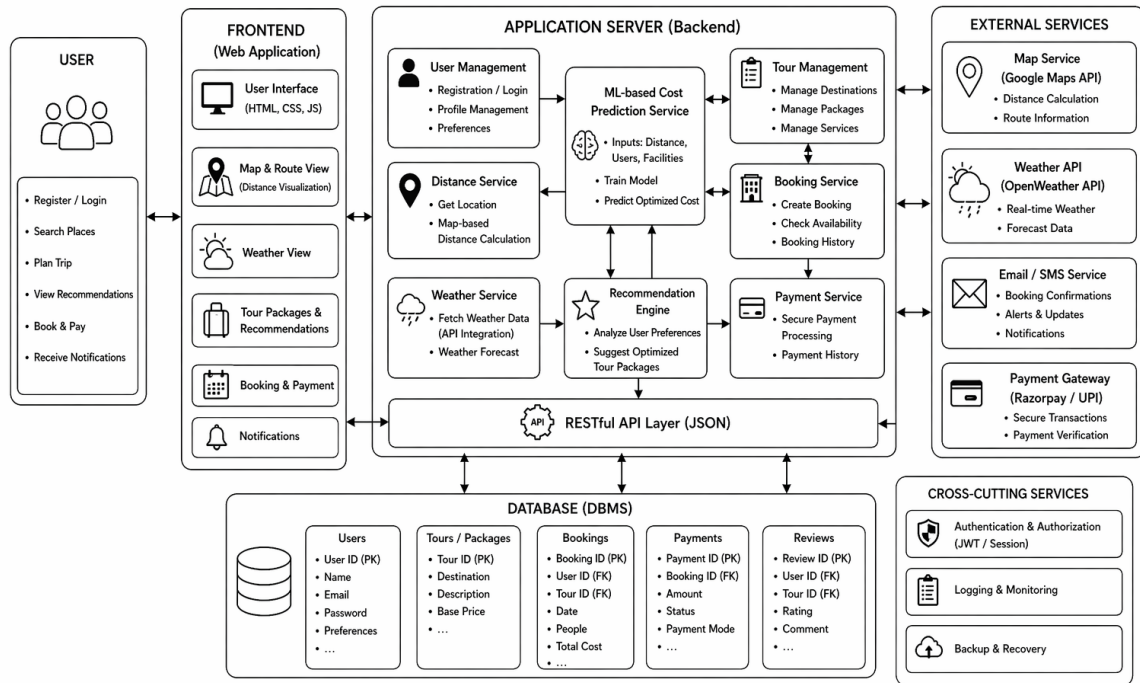 USER
Register / Login
Search Places
Plan Trip
View Recommendations
Book & Pay
Receive Notifications
FRONTEND
(Web Application)
User Interface
(HTML, CSS, JS)
Map & Route View
(Distance Visualization)
Weather View
Tour Packages &
Recommendations
Booking & Payment
Notifications
APPLICATION SERVER (Backend)
User Management
• Registration / Login
• Profile Management
• Preferences
Distance Service
• Get Location
• Map-based
Distance Calculation
Weather Service
• Fetch Weather Data
(API Integration)
• Weather Forecast
ML-based Cost
Prediction Service
• Inputs: Distance,
Users, Facilities
• Train Model
• Predict Optimized Cost
Recommendation
Engine
• Analyze User Preferences
• Suggest Optimized
Tour Packages
Tour Management
• Manage Destinations
• Manage Packages
• Manage Services
Booking Service
• Create Booking
• Check Availability
• Booking History
Payment Service
• Secure Payment
Processing
• Payment History
API
RESTful API Layer (JSON)
EXTERNAL SERVICES
Map Service
(Google Maps API)
• Distance Calculation
• Route Information
Weather API
(OpenWeather API)
• Real-time Weather
• Forecast Data
Email / SMS Service
• Booking Confirmations
• Alerts & Updates
• Notifications
Payment Gateway
(Razorpay / UPI)
• Secure Transactions
• Payment Verification
DATABASE (DBMS)
Users
• User ID (PK)
• Name
• Email
• Password
• Preferences
• ...
Tours / Packages
• Tour ID (PK)
• Destination
• Description
• Base Price
• ...
Bookings
• Booking ID (PK)
• User ID (FK)
• Tour ID (FK)
• Date
• People
• Total Cost
• ...
Payments
• Payment ID (PK)
• Booking ID (FK)
• Amount
• Status
• Payment Mode
• ...
Reviews
• Review ID (PK)
• User ID (FK)
• Tour ID (FK)
• Rating
• Comment
• ...
CROSS-CUTTING SERVICES
Authentication & Authorization
(JWT / Session)
Logging & Monitoring
Backup & Recovery